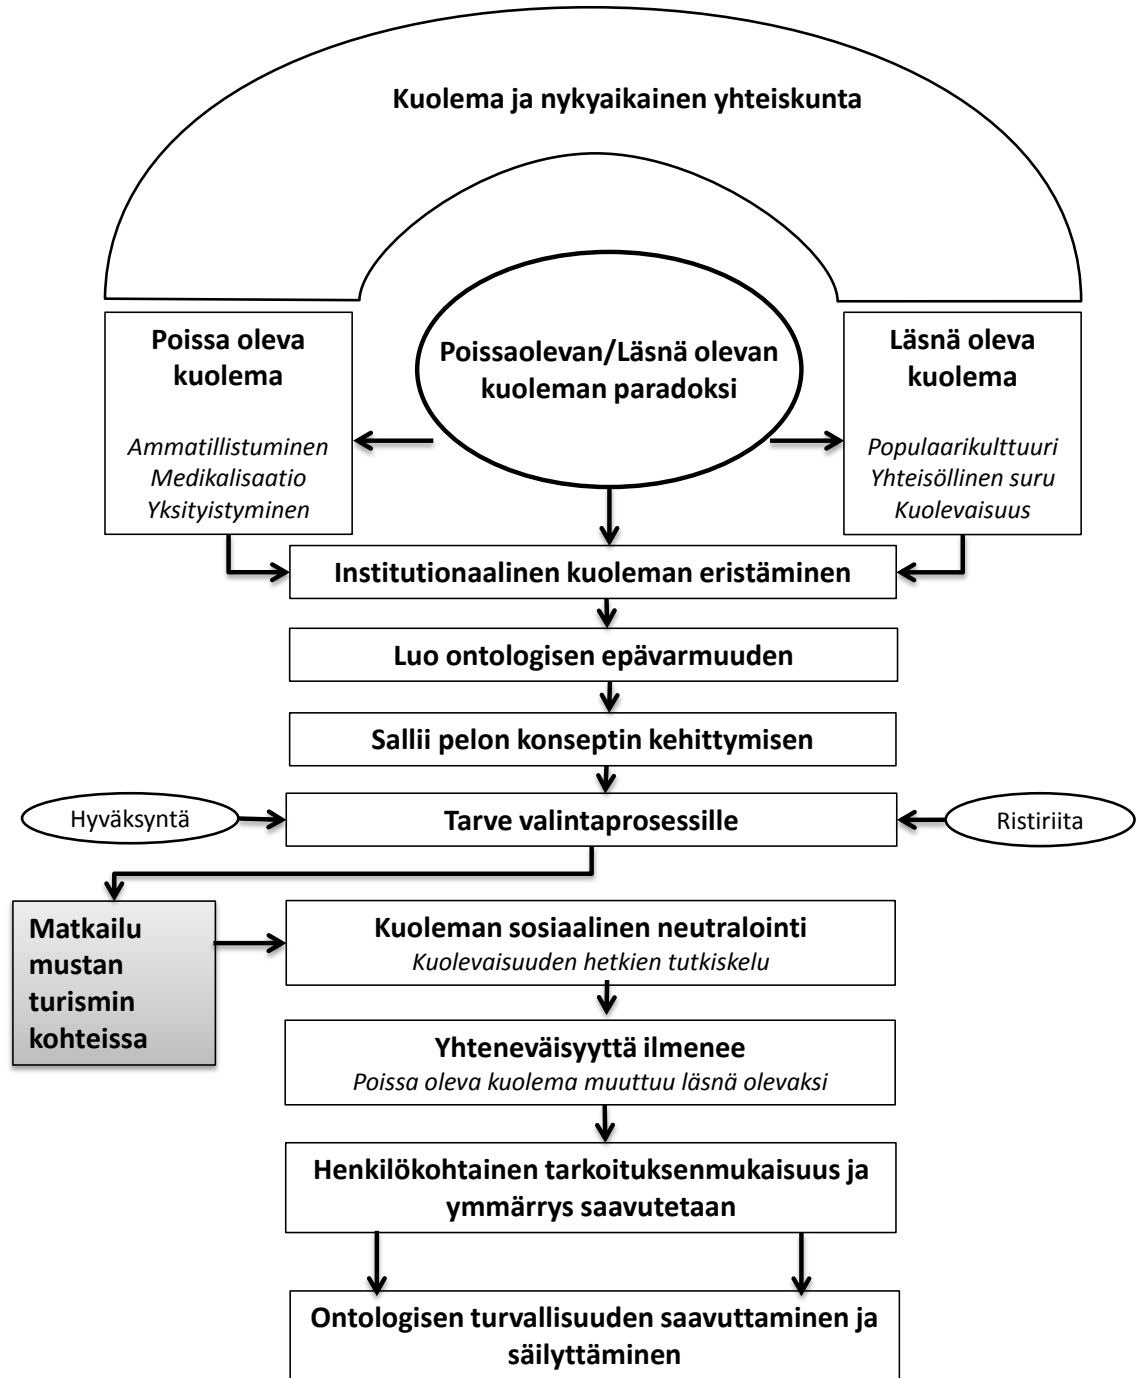 Kuolema ja nykyaikainen yhteiskunta
Poissa oleva
kuolema
Ammatillistuminen
Medikalisaatio
Yksityistyminen
Poissaolevan/Läsnä olevan
kuoleman paradoksi
Läsnä oleva
kuolema
Populaarikulttuuri
Yhteisöllinen suru
Kuolevaisuus
Institutionaalinen kuoleman eristäminen
Luo ontologisen epävarmuuden
Sallii pelon konseptin kehittymisen
Hyväksyntä
Tarve valintaprosessille
Ristiriita
Matkailu
mustan
turismin
kohteissa
Kuoleman sosiaalinen neutralointi
Kuolevaisuuden hetkien tutkiskelu
Yhteneväisyyttä ilmenee
Poissa oleva kuolema muuttuu läsnä olevaksi
Henkilökohtainen tarkoituksenmukaisuus ja
ymmärrys saavutetaan
Ontologisen turvallisuuden saavuttaminen ja
säilyttäminen